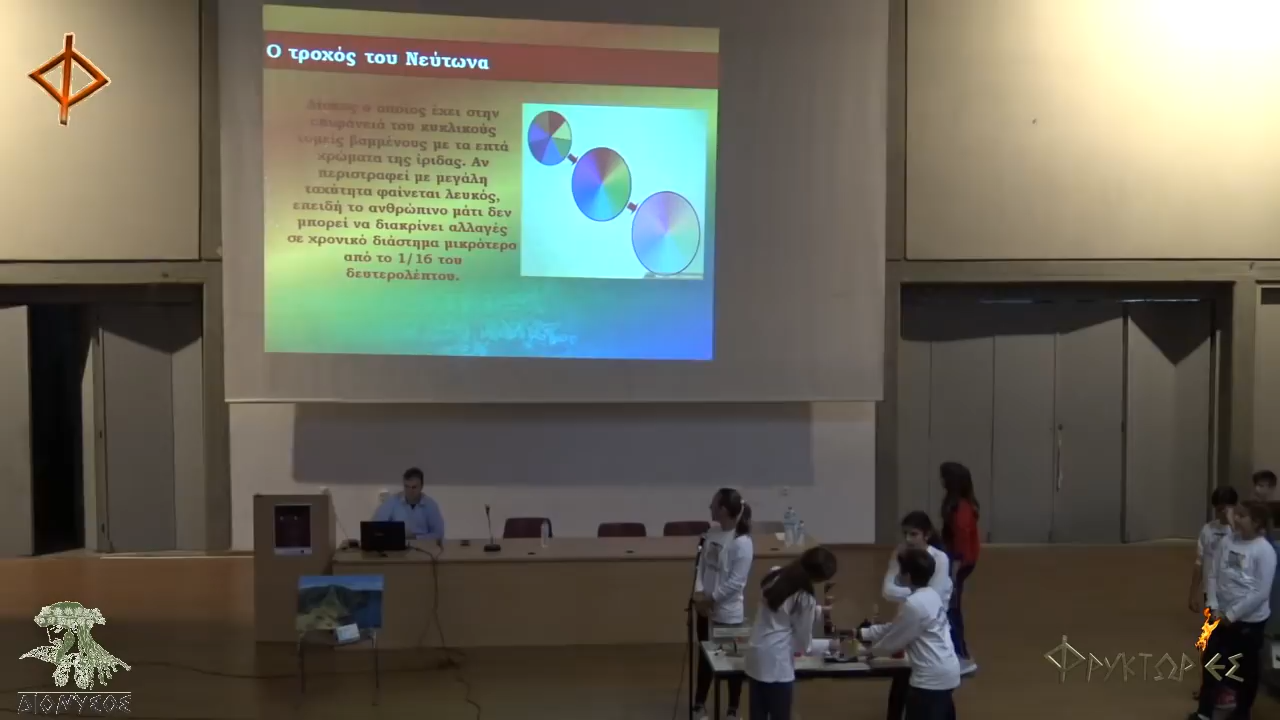 Ο τροχός του Νεύτωνα
Δίσκος ο οποίος έχει στην
επιφάνειά του κυκλικούς
τομείς βαμμένους με τα επτά
χρώματα της ίριδας. Αν
περιστραφεί με μεγάλη
ταχύτητα φαίνεται λευκός,
επειδή το ανθρώπινο μάτι δεν
μπορεί να διακρίνει αλλαγές
σε χρονικό διάστημα μικρότερο
από το 1/16 του
δευτερολέπτου.
ΦΡΥΚΤΩΡΙΕΣ
ΔΙΟΝΥΣΟΣ